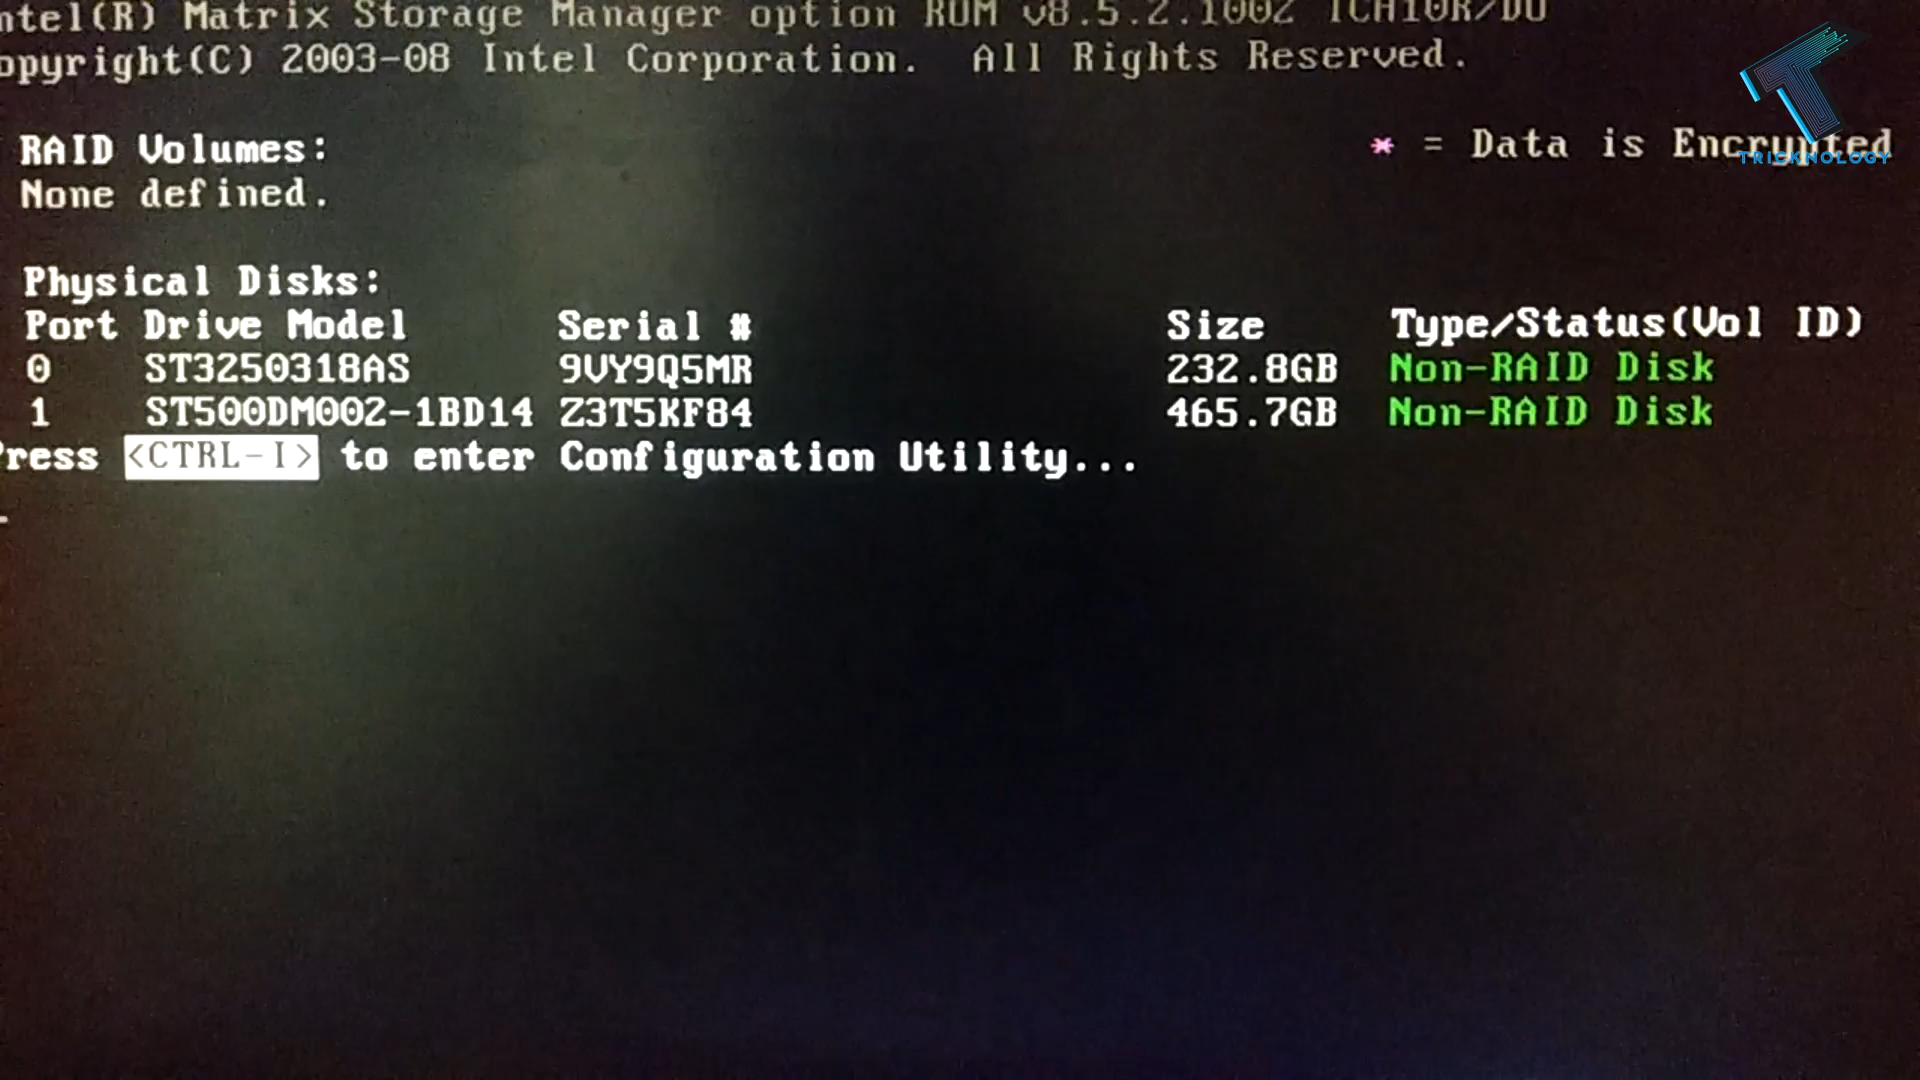 ntel(R) Matrix Storage Manager option ROM v8.5.2.1002 ICH10R/DO
opyright(C) 2003-08 Intel Corporation.  All Rights Reserved.
RAID Volumes:
* = Data is Encrypted
TRICKNOLOGY
None defined.
Physical Disks:
Port Drive Model Serial # Size Type/Status(Vol ID)
0 ST3250318AS 9VY9Q5MR 232.8GB Non-RAID Disk
1 ST500DM002-1BD14 Z3T5KF84 465.7GB Non-RAID Disk
Press <CTRL-I> to enter Configuration Utility...